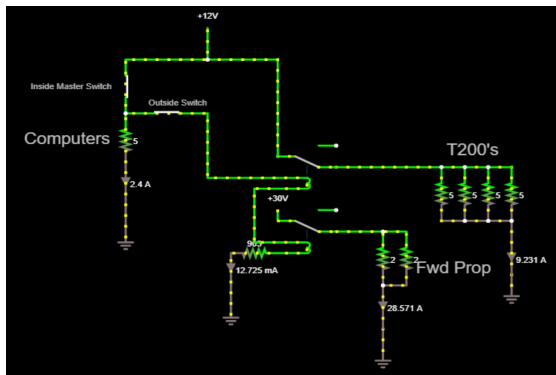 +12V
Inside Master Switch
Outside Switch
Computers
5
T200's
2.4 A
5
5
5
5
+30V
9.231 A
12.725 mA
2
2
Fwd Prop
28.571 A